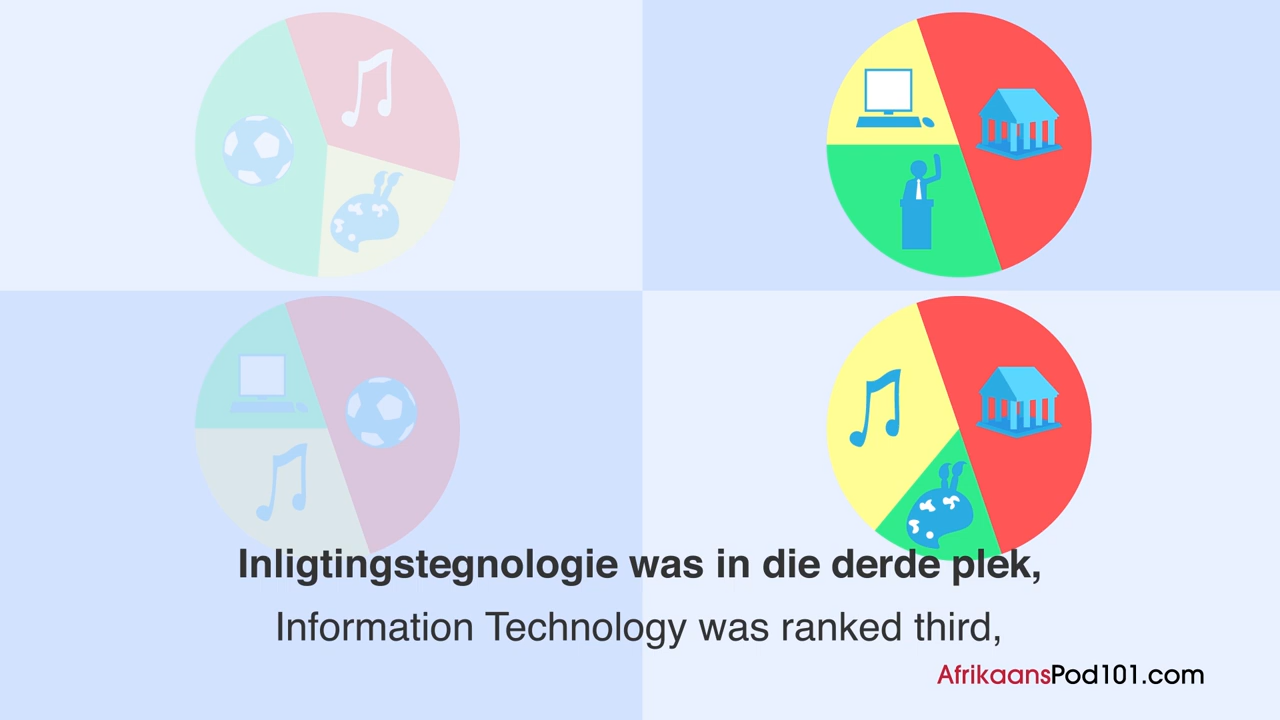 Inligtingstegnologie was in die derde plek,
Information Technology was ranked third,
AfrikaansPod101.com